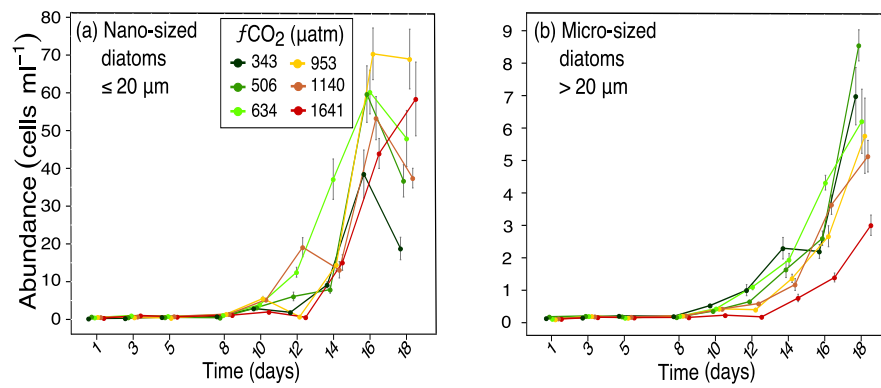 (a) Nano-sized
diatoms
≤ 20 µm
fCO2 (µatm)
343 953
506 1140
634 1641
Abundance (cells ml⁻¹)
80
70
60
50
40
30
20
10
0
1 3 5 8 10 12 14 16 18
Time (days)
(b) Micro-sized
diatoms
> 20 µm
9
8
7
6
5
4
3
2
1
0
1 3 5 8 10 12 14 16 18
Time (days)